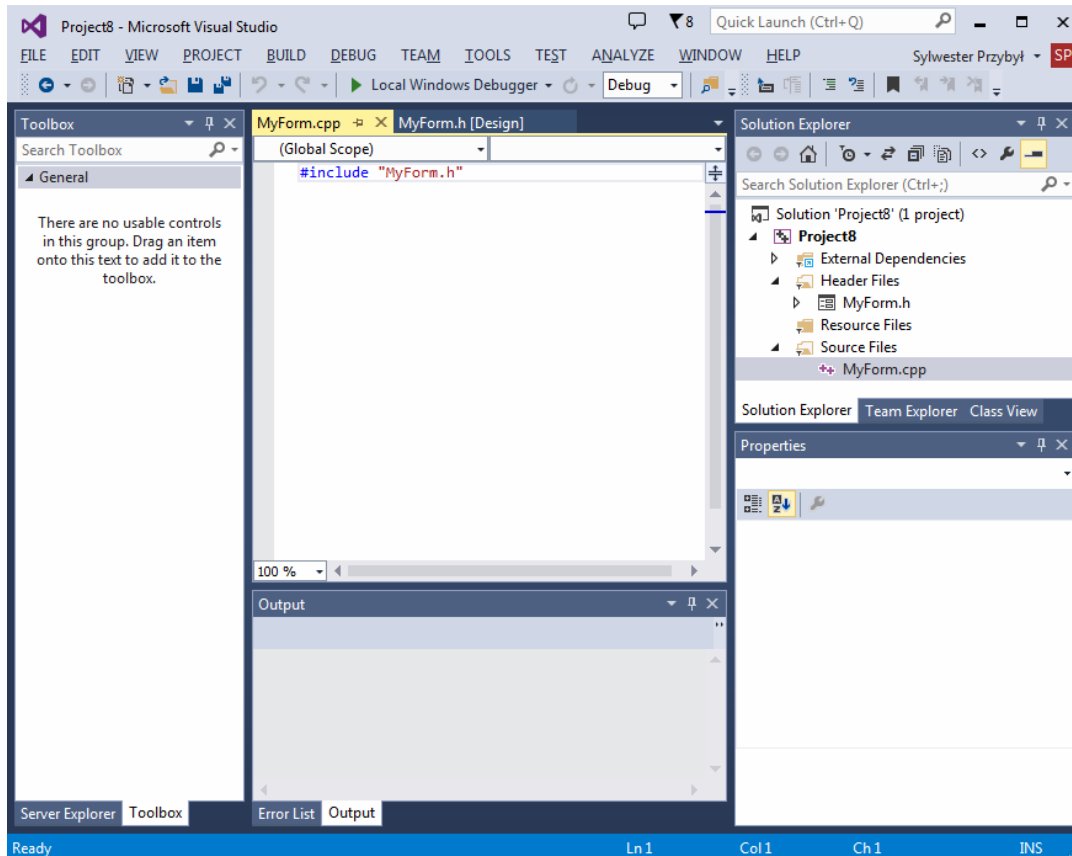 Project8 - Microsoft Visual Studio
8
Quick Launch (Ctrl+Q)
FILE EDIT VIEW PROJECT BUILD DEBUG TEAM TOOLS TEST ANALYZE WINDOW HELP Sylwester Przybył SP
Local Windows Debugger Debug
Toolbox
Search Toolbox
General
There are no usable controls
in this group. Drag an item
onto this text to add it to the
toolbox.
Server Explorer Toolbox
MyForm.cpp MyForm.h [Design]
(Global Scope)
#include "MyForm.h"
100 %
Output
Error List Output
Solution Explorer
Search Solution Explorer (Ctrl+;)
Solution 'Project8' (1 project)
Project8
External Dependencies
Header Files
MyForm.h
Resource Files
Source Files
MyForm.cpp
Solution Explorer Team Explorer Class View
Properties
Ready Ln 1 Col 1 Ch 1 INS